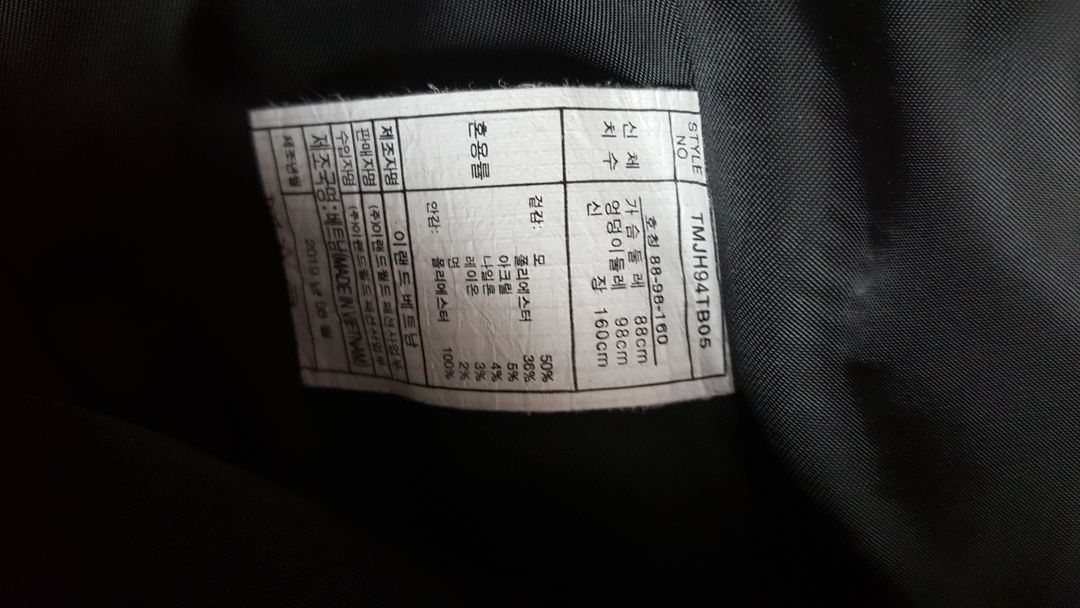 STYLE NO TMJH94TB05
신체 치수
호칭 88-98-160
가슴둘레 88cm
엉덩이둘레 98cm
신장 160cm
혼용률
겉감: 모 50%
폴리에스터 36%
아크릴 5%
나일론 4%
레이온 3%
면 2%
안감: 폴리에스터 100%
제조자명 이랜드베트남
판매자명 (주)이랜드월드 패션사업부
수입자명 (주)이랜드월드 패션사업부
제조국명:베트남(MADE IN VIETNAM)
제조년월 2019년 08월